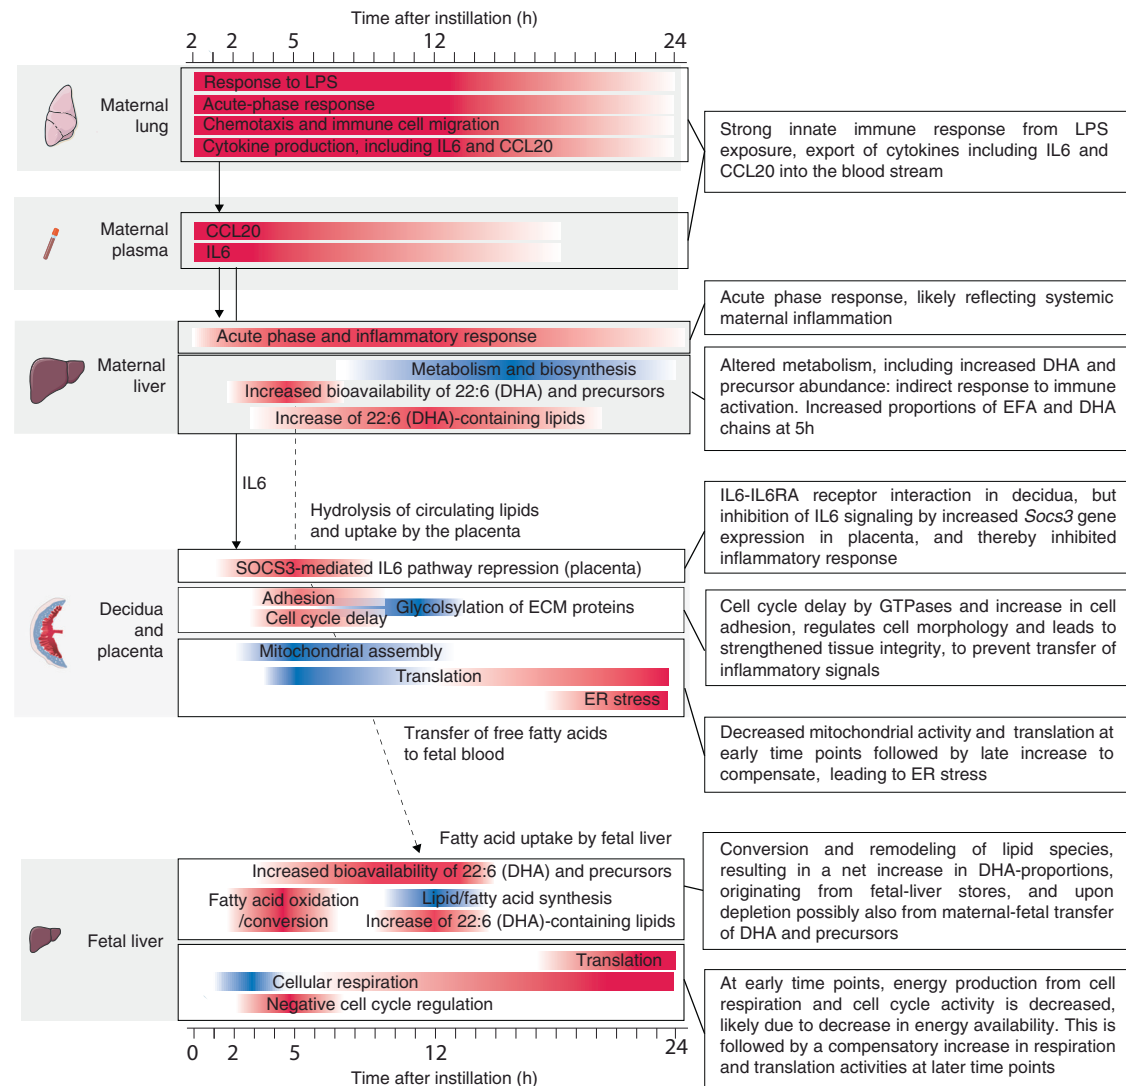 Time after instillation (h)
2 2 5 12 24
Maternal
lung
Response to LPS
Acute-phase response
Chemotaxis and immune cell migration
Cytokine production, including IL6 and CCL20
Strong innate immune response from LPS
exposure, export of cytokines including IL6 and
CCL20 into the blood stream
Maternal
plasma
CCL20
IL6
Maternal
liver
Acute phase and inflammatory response
Acute phase response, likely reflecting systemic
maternal inflammation
Metabolism and biosynthesis
Increased bioavailability of 22:6 (DHA) and precursors
Increase of 22:6 (DHA)-containing lipids
Altered metabolism, including increased DHA and
precursor abundance: indirect response to immune
activation. Increased proportions of EFA and DHA
chains at 5h
IL6
Hydrolysis of circulating lipids
and uptake by the placenta
Decidua
and
placenta
SOCS3-mediated IL6 pathway repression (placenta)
IL6-IL6RA receptor interaction in decidua, but
inhibition of IL6 signaling by increased Socs3 gene
expression in placenta, and thereby inhibited
inflammatory response
Adhesion
Glycolsylation of ECM proteins
Cell cycle delay
Cell cycle delay by GTPases and increase in cell
adhesion, regulates cell morphology and leads to
strengthened tissue integrity, to prevent transfer of
inflammatory signals
Mitochondrial assembly
Translation
ER stress
Decreased mitochondrial activity and translation at
early time points followed by late increase to
compensate, leading to ER stress
Transfer of free fatty acids
to fetal blood
Fatty acid uptake by fetal liver
Fetal liver
Increased bioavailability of 22:6 (DHA) and precursors
Fatty acid oxidation
/conversion
Lipid/fatty acid synthesis
Increase of 22:6 (DHA)-containing lipids
Conversion and remodeling of lipid species,
resulting in a net increase in DHA-proportions,
originating from fetal-liver stores, and upon
depletion possibly also from maternal-fetal transfer
of DHA and precursors
Translation
Cellular respiration
Negative cell cycle regulation
At early time points, energy production from cell
respiration and cell cycle activity is decreased,
likely due to decrease in energy availability. This is
followed by a compensatory increase in respiration
and translation activities at later time points
0 2 5 12 24
Time after instillation (h)